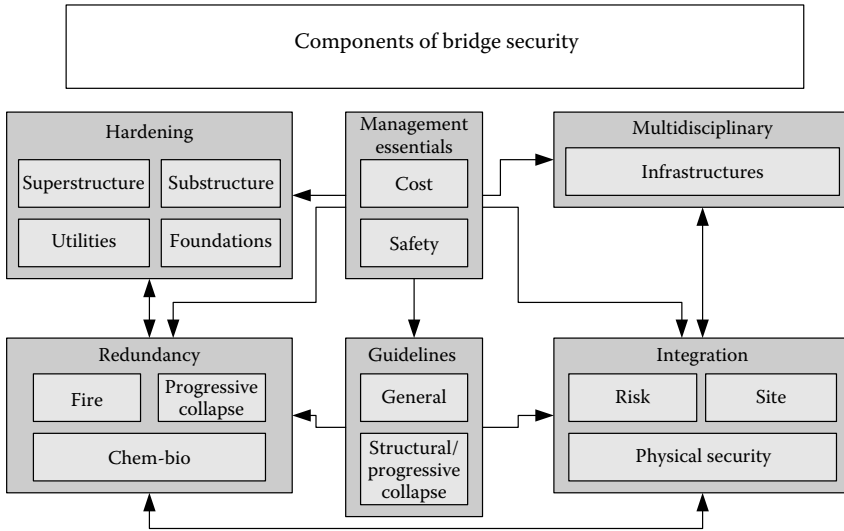 Components of bridge security
Hardening
Superstructure
Substructure
Utilities
Foundations
Management
essentials
Cost
Safety
Multidisciplinary
Infrastructures
Redundancy
Fire
Progressive
collapse
Chem-bio
Guidelines
General
Structural/
progressive
collapse
Integration
Risk
Site
Physical security